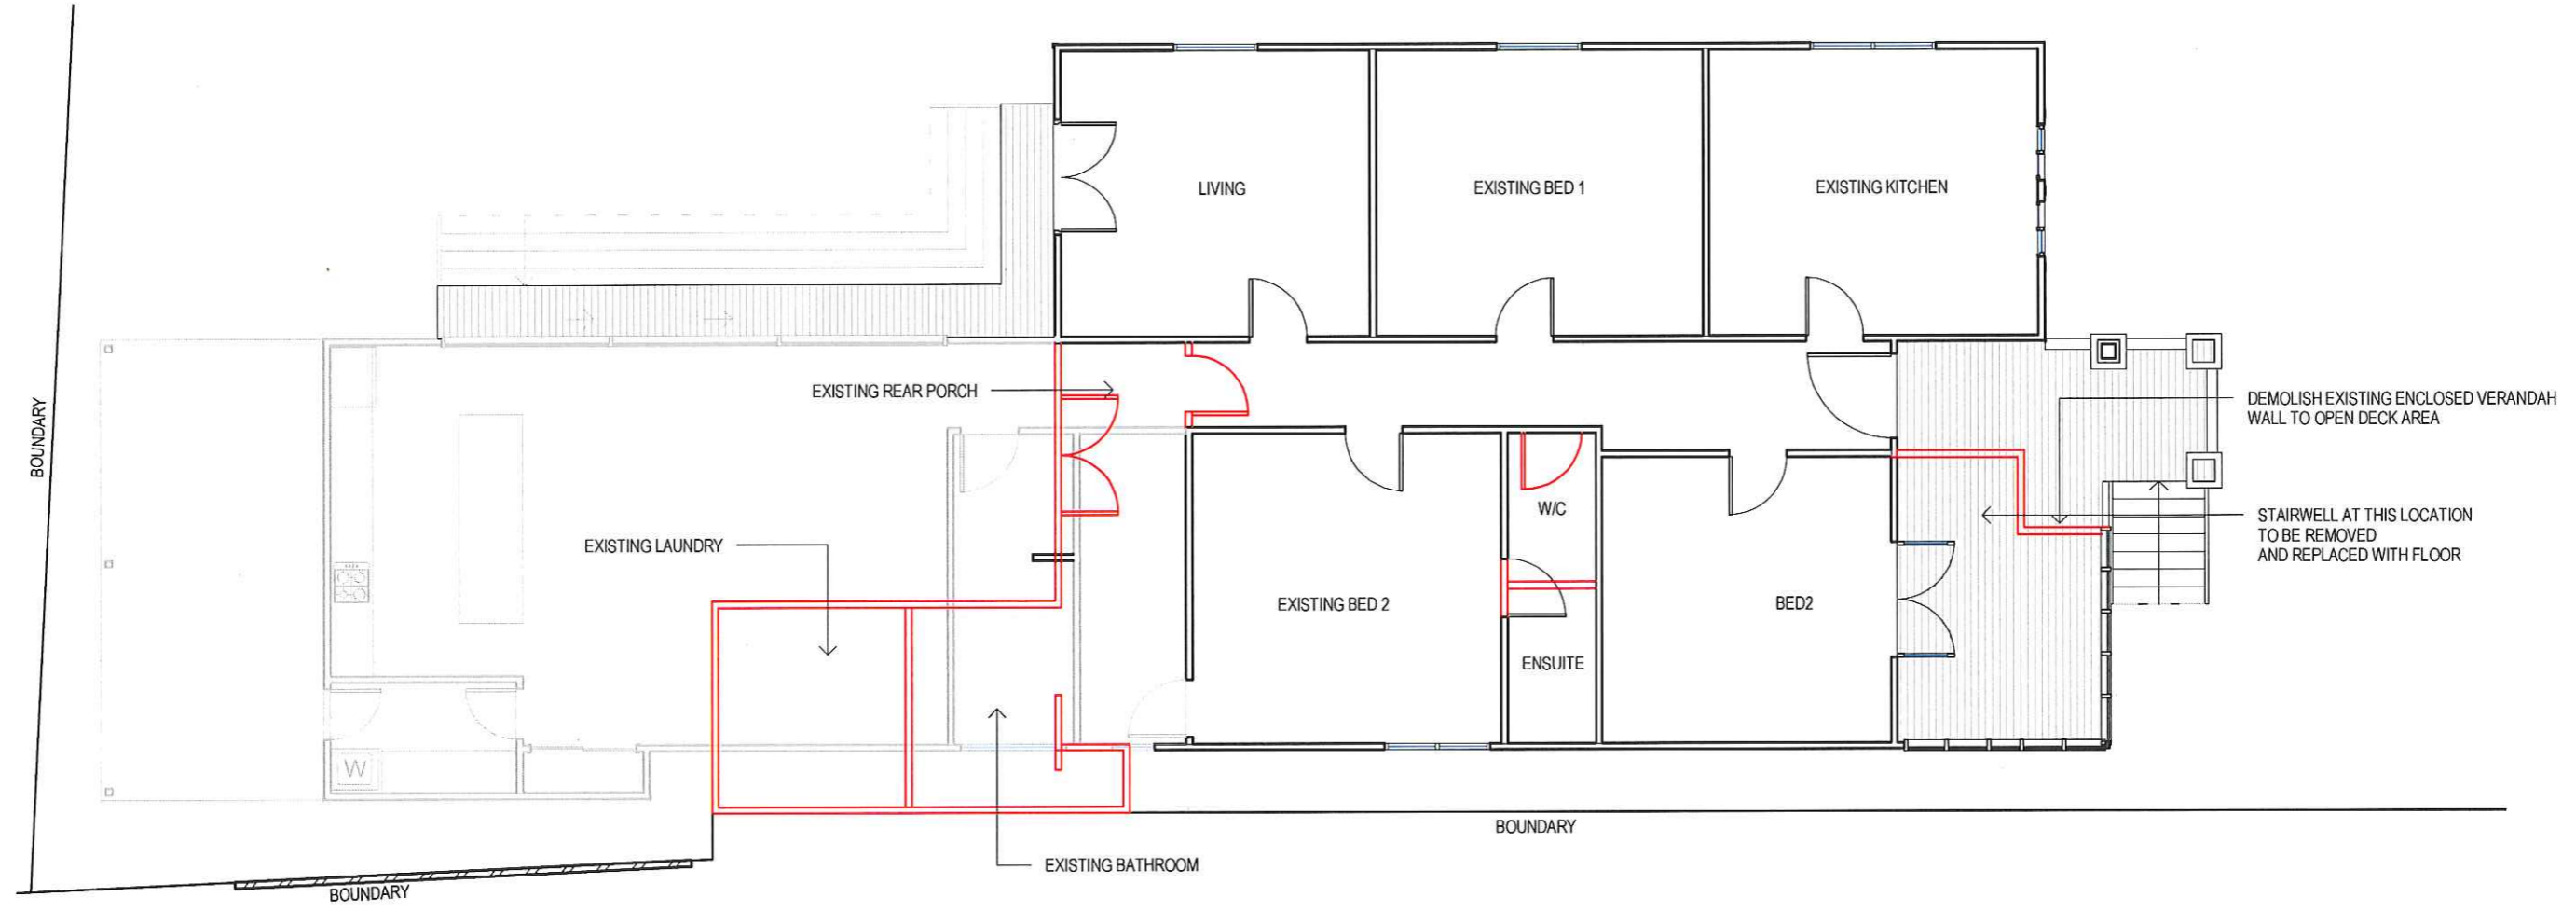 LIVING
EXISTING BED 1
EXISTING KITCHEN
BOUNDARY
EXISTING REAR PORCH
DEMOLISH EXISTING ENCLOSED VERANDAH
WALL TO OPEN DECK AREA
EXISTING LAUNDRY
W/C
STAIRWELL AT THIS LOCATION
TO BE REMOVED
AND REPLACED WITH FLOOR
EXISTING BED 2
BED2
ENSUITE
W
BOUNDARY
EXISTING BATHROOM
BOUNDARY